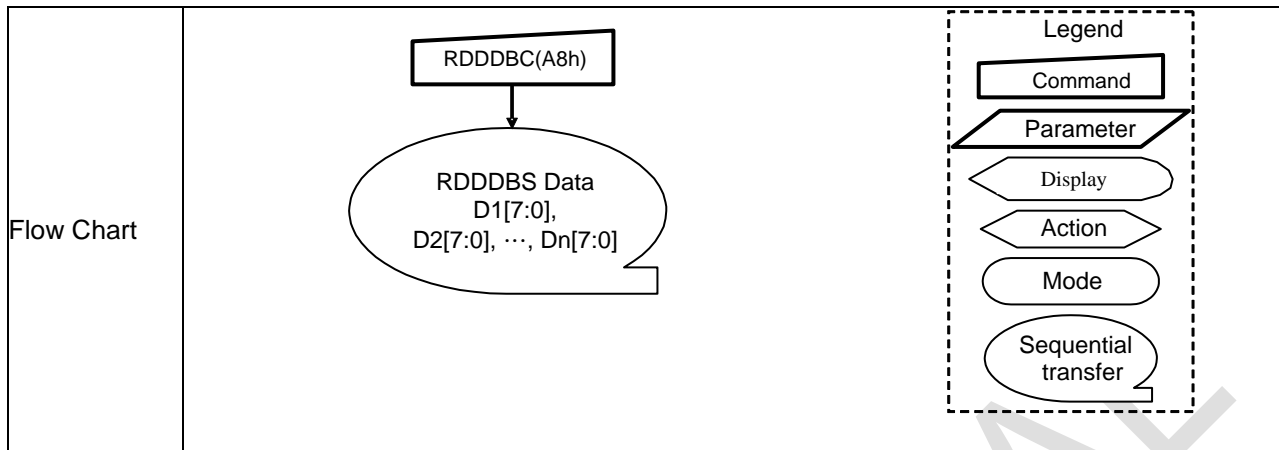 Flow Chart
RDDDBC(A8h)
RDDDBS Data
D1[7:0],
D2[7:0], ⋯, Dn[7:0]
Legend
Command
Parameter
Display
Action
Mode
Sequential
transfer